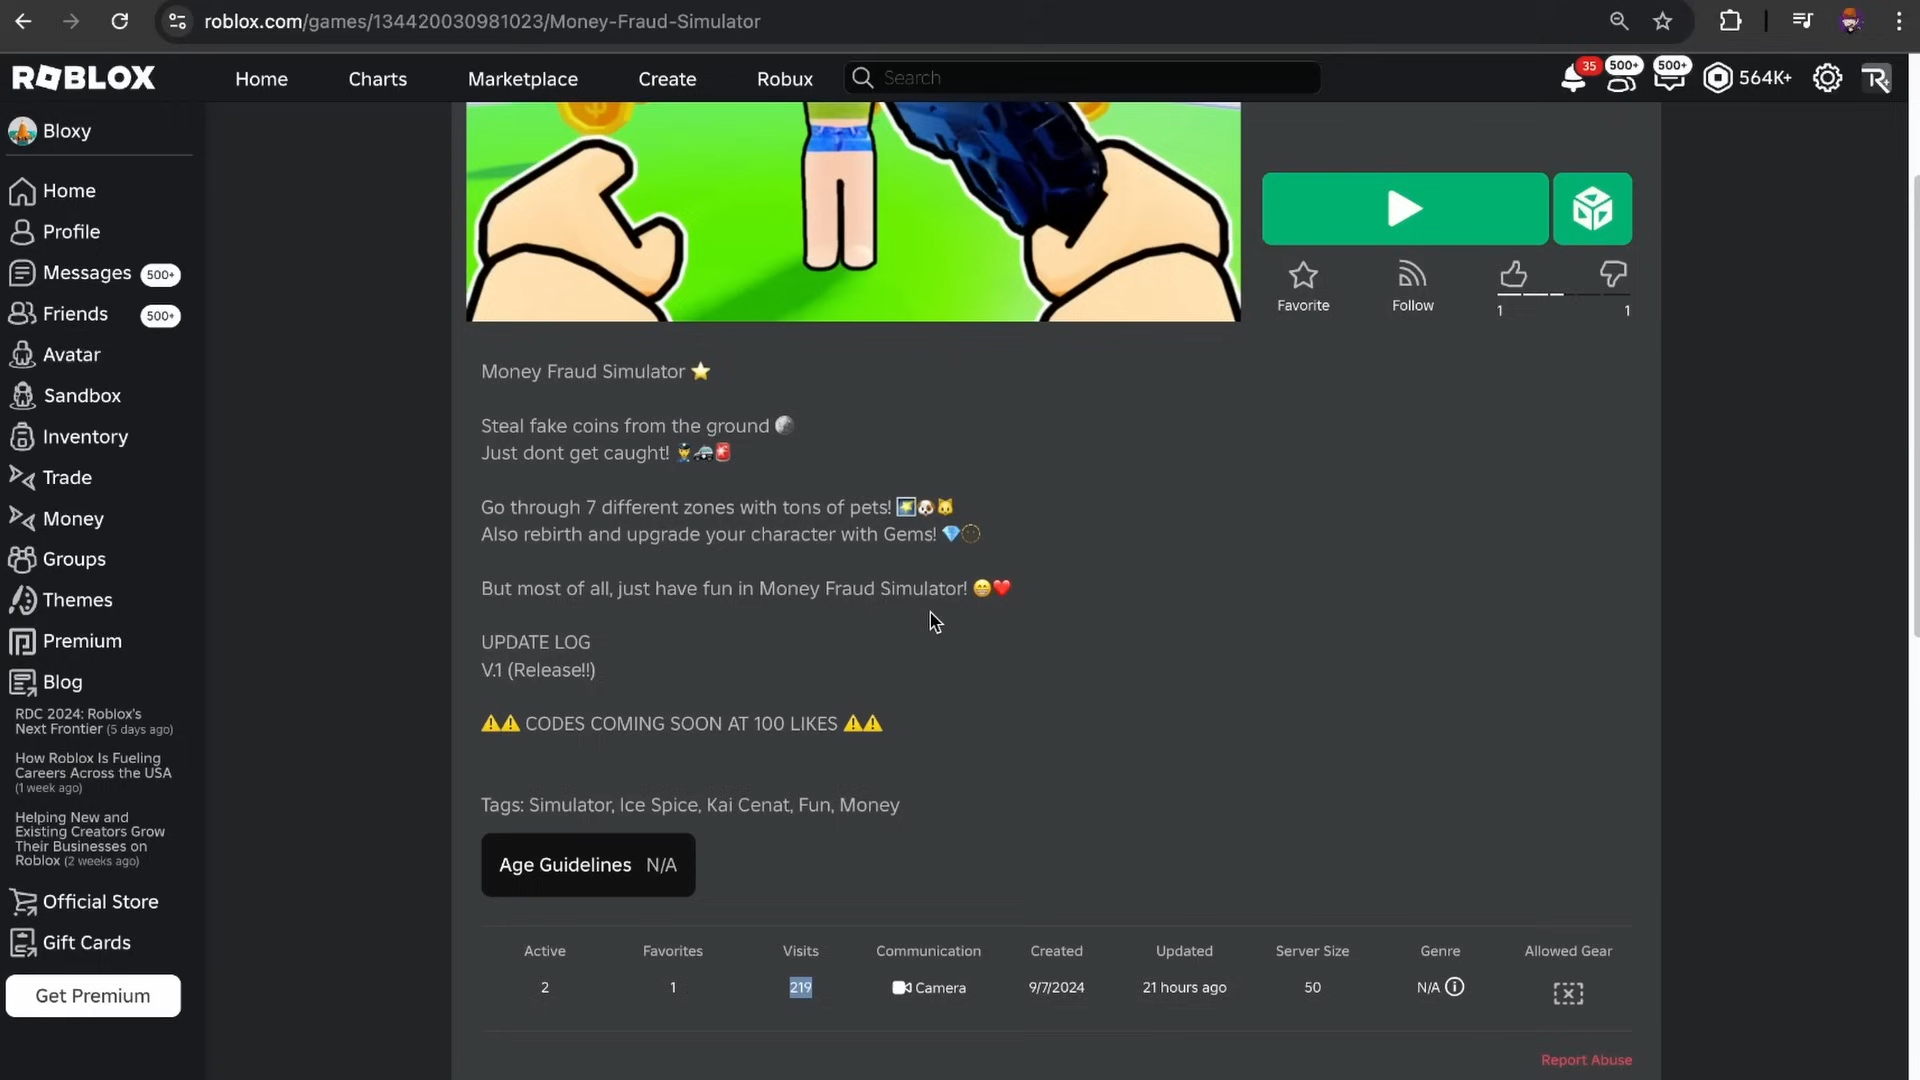 roblox.com/games/134420030981023/Money-Fraud-Simulator
ROBLOX
Home
Charts
Marketplace
Create
Robux
Search
35
500+
500+
564K+
Bloxy
Home
Profile
Messages 500+
Friends 500+
Avatar
Sandbox
Inventory
Trade
Money
Groups
Themes
Premium
Blog
RDC 2024: Roblox's
Next Frontier (5 days ago)
How Roblox Is Fueling
Careers Across the USA
(1 week ago)
Helping New and
Existing Creators Grow
Their Businesses on
Roblox (2 weeks ago)
Official Store
Gift Cards
Get Premium
Favorite
Follow
1
1
Money Fraud Simulator ⭐
Steal fake coins from the ground 🌑
Just dont get caught! 👮🚓🚨
Go through 7 different zones with tons of pets! 🎇🐶🐱
Also rebirth and upgrade your character with Gems! 💎
But most of all, just have fun in Money Fraud Simulator! 😁❤️
UPDATE LOG
V.1 (Release!!)
⚠️⚠️ CODES COMING SOON AT 100 LIKES ⚠️⚠️
Tags: Simulator, Ice Spice, Kai Cenat, Fun, Money
Age Guidelines N/A
Active Favorites Visits Communication Created Updated Server Size Genre Allowed Gear
2 1 219 Camera 9/7/2024 21 hours ago 50 N/A
Report Abuse